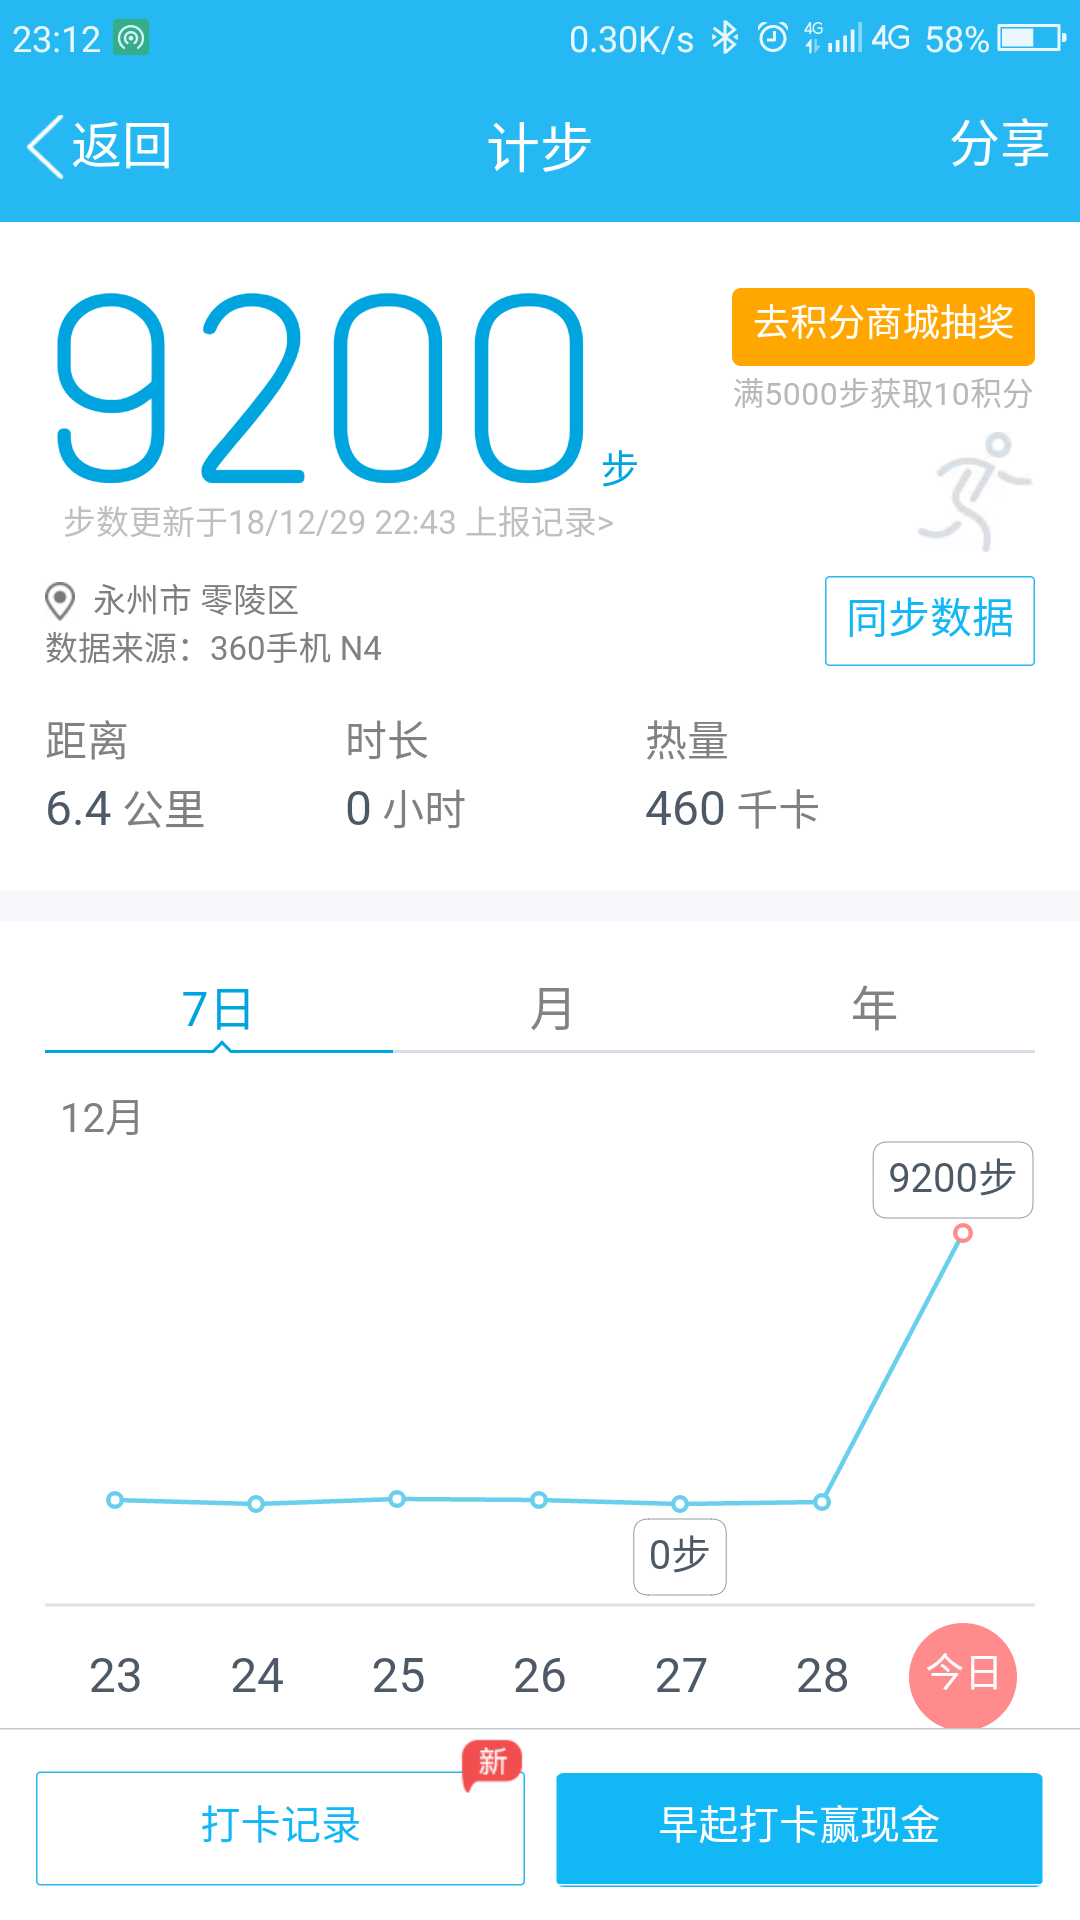 23:12 0.30K/s 4G 4G 58%
返回 计步 分享
9200步
去积分商城抽奖
满5000步获取10积分
步数更新于18/12/29 22:43 上报记录>
永州市 零陵区
数据来源：360手机 N4
同步数据
距离 时长 热量
6.4 公里 0 小时 460 千卡
7日 月 年
12月
9200步
0步
23 24 25 26 27 28 今日
新
打卡记录 早起打卡赢现金